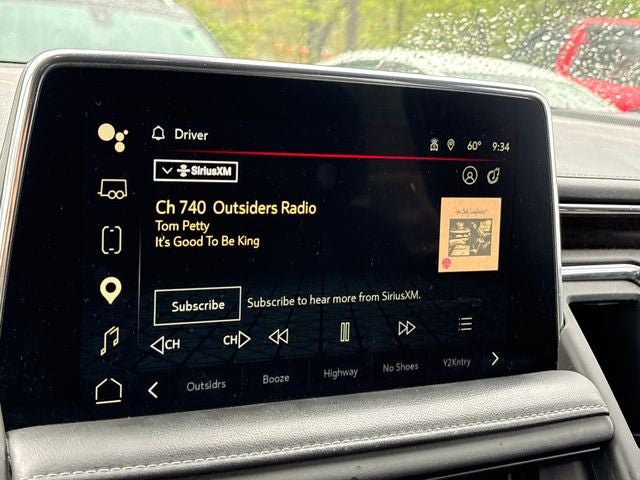 Driver
60° 9:34
SiriusXM
Ch 740 Outsiders Radio
Tom Petty
It's Good To Be King
Subscribe Subscribe to hear more from SiriusXM.
CH CH
Outsldrs Booze Highway No Shoes Y2Kntry